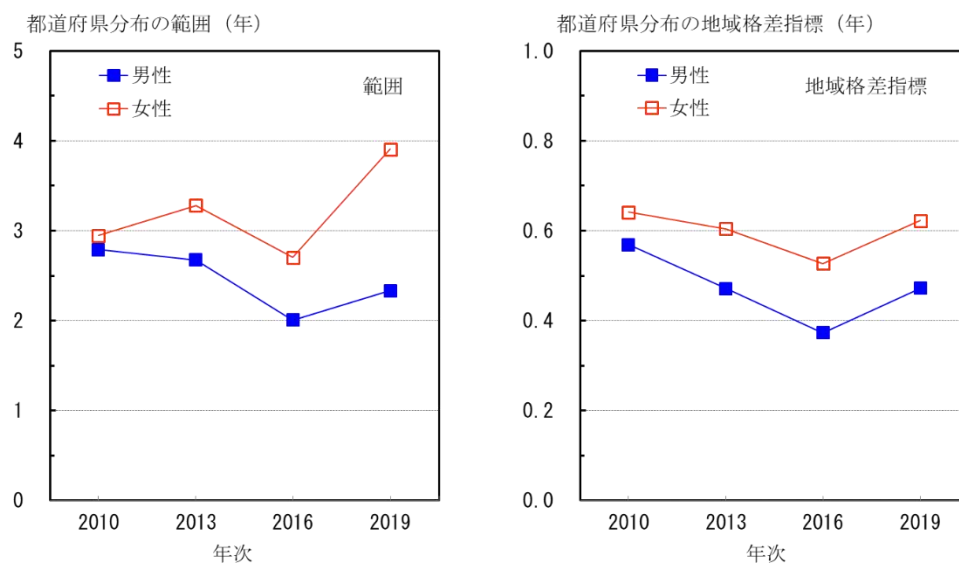 都道府県分布の範囲（年）
5
4
3
2
1
0
男性
女性
範囲
2010
2013
2016
2019
年次
都道府県分布の地域格差指標（年）
1.0
0.8
0.6
0.4
0.2
0.0
男性
女性
地域格差指標
2010
2013
2016
2019
年次